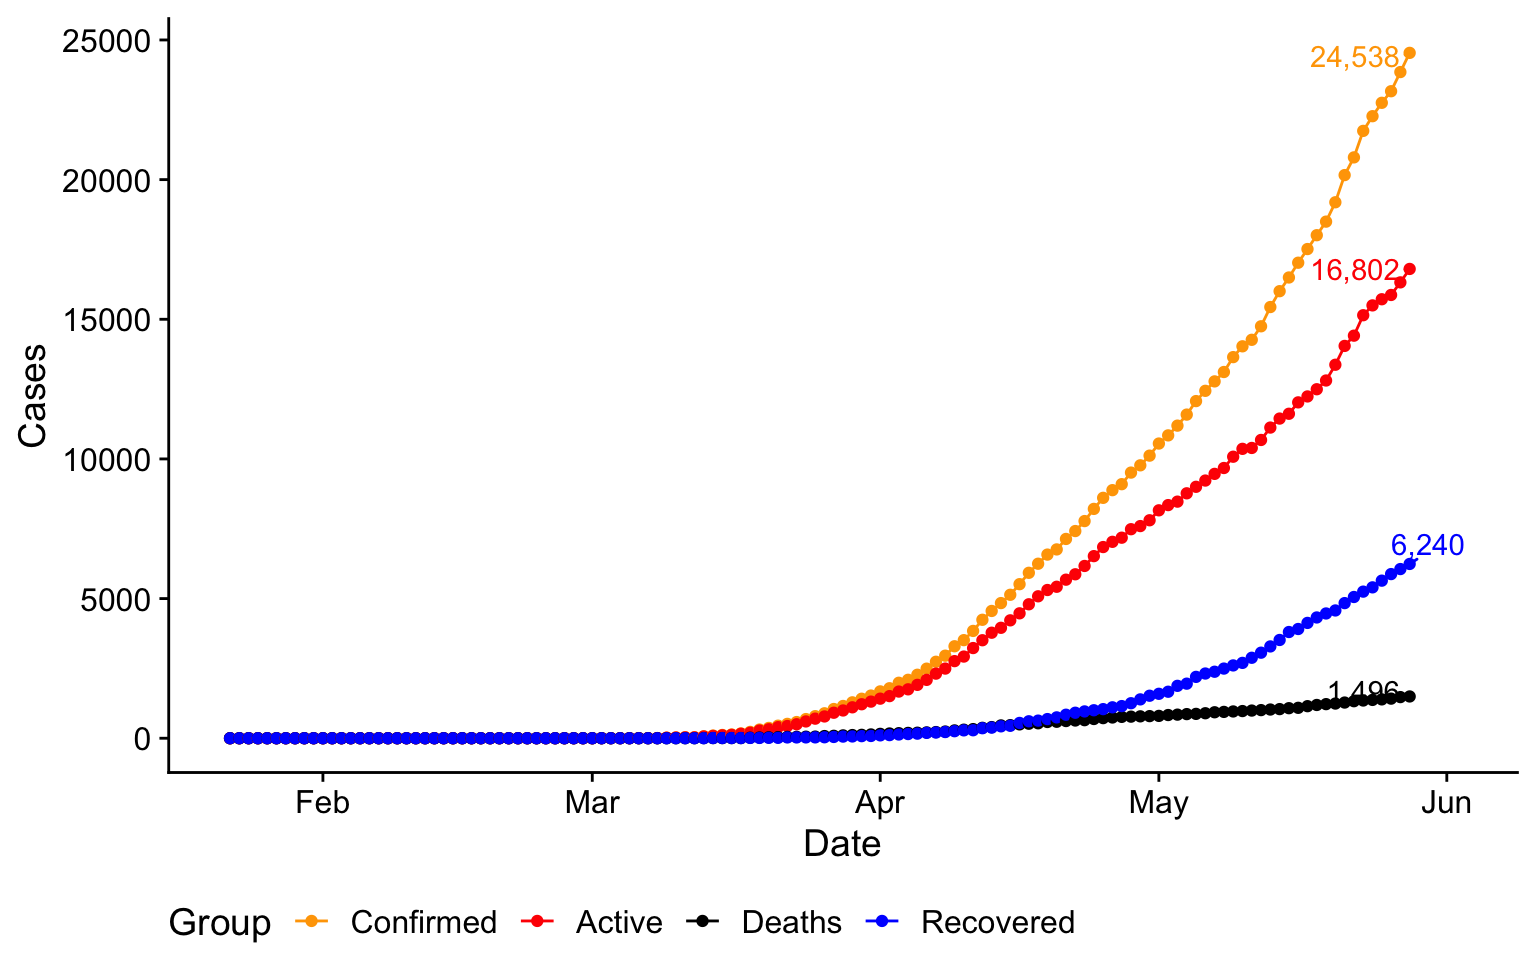 25000
20000
15000
10000
5000
0
Cases
24,538
16,802
6,240
1,496
Feb Mar Apr May Jun
Date
Group Confirmed Active Deaths Recovered